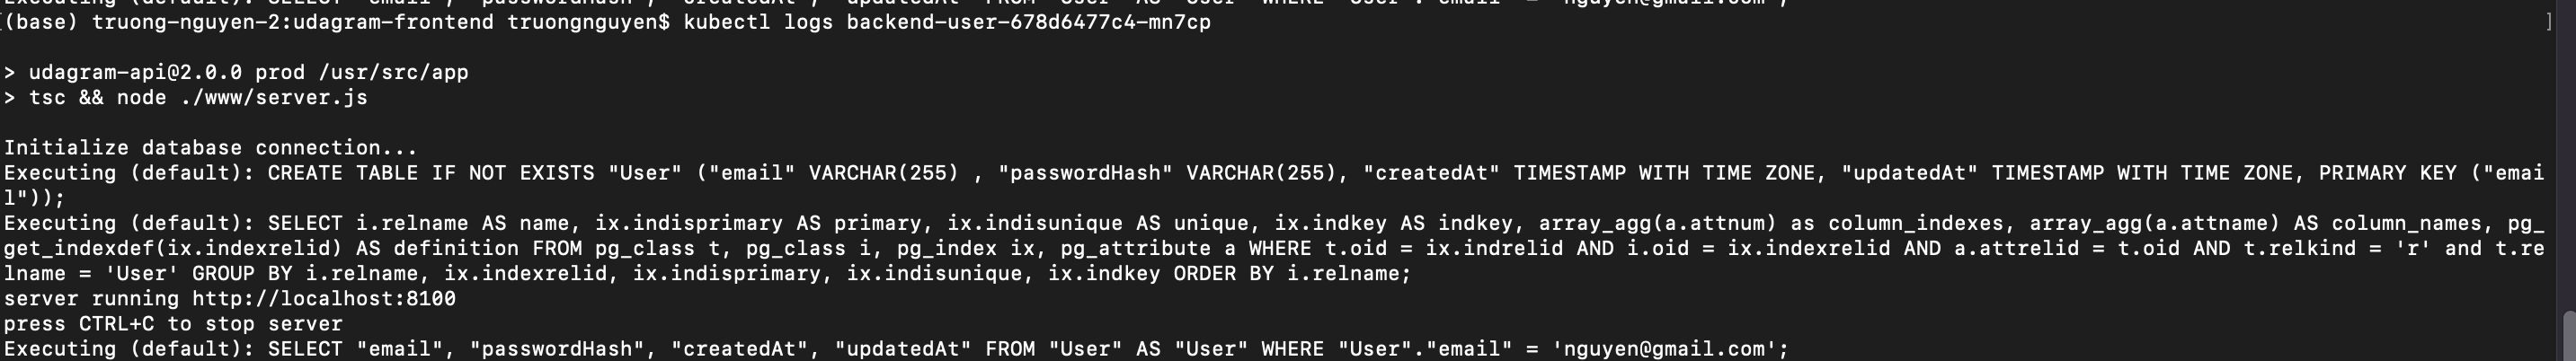 Executing (default): SELECT "email", "passwordHash", "createdAt", "updatedAt" FROM "User" AS "User" WHERE "User"."email" = 'nguyen@gmail.com';
(base) truong-nguyen-2:udagram-frontend truongnguyen$ kubectl logs backend-user-678d6477c4-mn7cp
> udagram-api@2.0.0 prod /usr/src/app
> tsc && node ./www/server.js
Initialize database connection...
Executing (default): CREATE TABLE IF NOT EXISTS "User" ("email" VARCHAR(255) , "passwordHash" VARCHAR(255), "createdAt" TIMESTAMP WITH TIME ZONE, "updatedAt" TIMESTAMP WITH TIME ZONE, PRIMARY KEY ("emai
l"));
Executing (default): SELECT i.relname AS name, ix.indisprimary AS primary, ix.indisunique AS unique, ix.indkey AS indkey, array_agg(a.attnum) as column_indexes, array_agg(a.attname) AS column_names, pg_
get_indexdef(ix.indexrelid) AS definition FROM pg_class t, pg_class i, pg_index ix, pg_attribute a WHERE t.oid = ix.indrelid AND i.oid = ix.indexrelid AND a.attrelid = t.oid AND t.relkind = 'r' and t.re
lname = 'User' GROUP BY i.relname, ix.indexrelid, ix.indisprimary, ix.indisunique, ix.indkey ORDER BY i.relname;
server running http://localhost:8100
press CTRL+C to stop server
Executing (default): SELECT "email", "passwordHash", "createdAt", "updatedAt" FROM "User" AS "User" WHERE "User"."email" = 'nguyen@gmail.com';